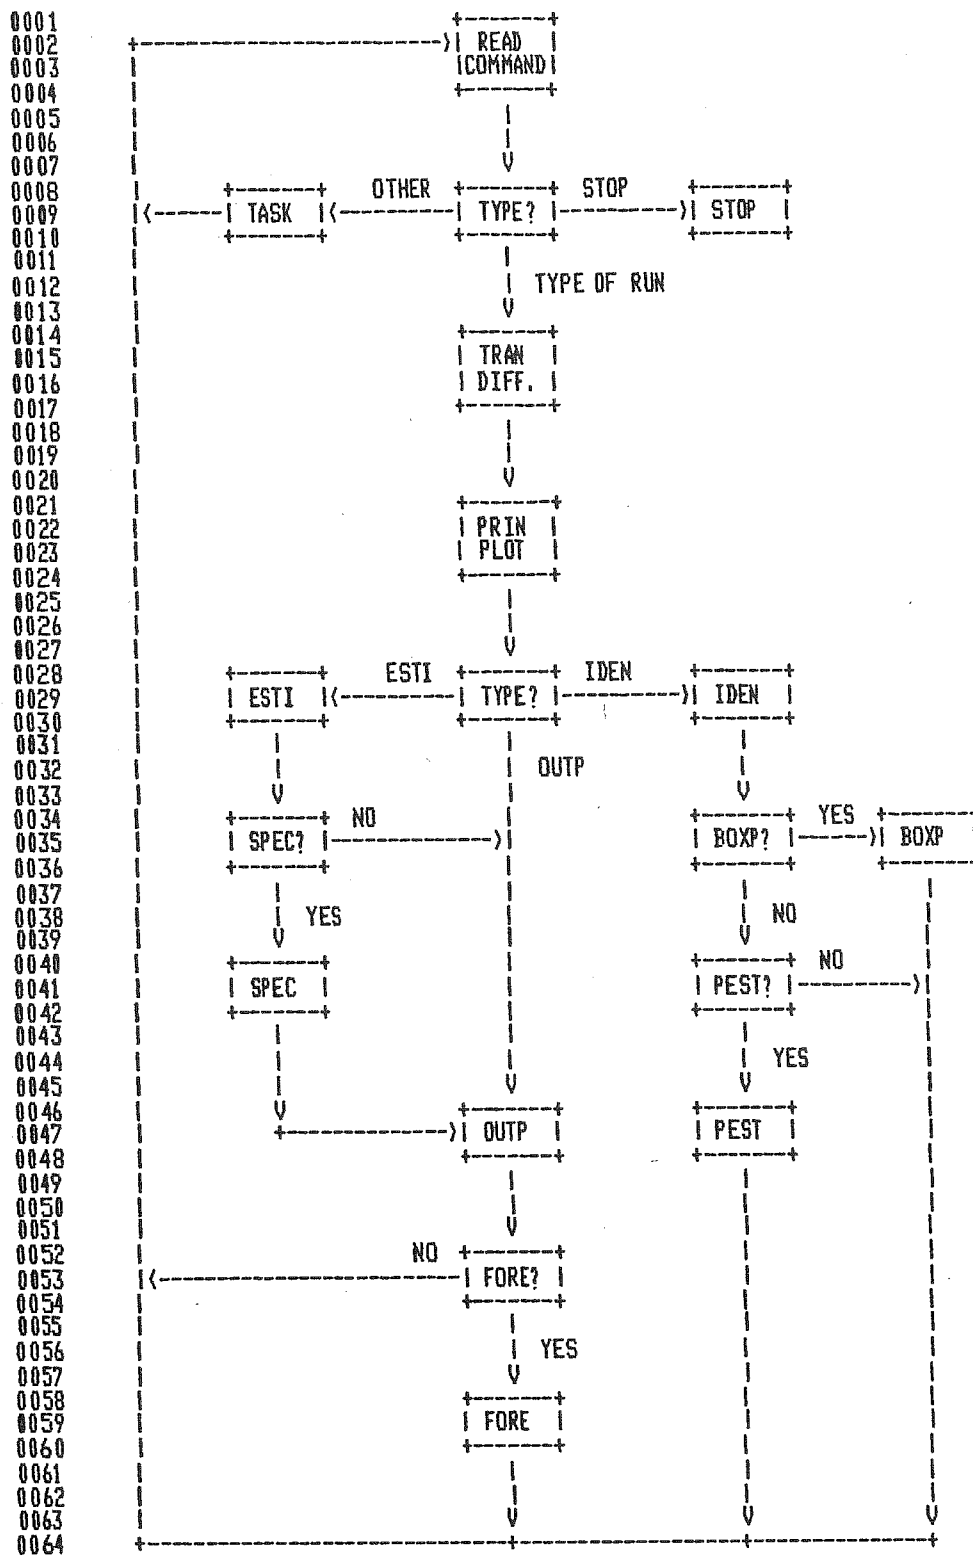 0001
0002 READ
0003 COMMAND
0004
0005
0006
0007
0008 OTHER STOP
0009 TASK TYPE? STOP
0010
0011
0012 TYPE OF RUN
0013
0014
0015 TRAN
0016 DIFF.
0017
0018
0019
0020
0021
0022 PRIN
0023 PLOT
0024
0025
0026
0027
0028 ESTI IDEN
0029 ESTI TYPE? IDEN
0030
0031
0032 OUTP
0033
0034 NO YES
0035 SPEC? BOXP? BOXP
0036
0037
0038 YES NO
0039
0040 NO
0041 SPEC PEST?
0042
0043
0044 YES
0045
0046
0047 OUTP PEST
0048
0049
0050
0051
0052 NO
0053 FORE?
0054
0055
0056 YES
0057
0058
0059 FORE
0060
0061
0062
0063
0064